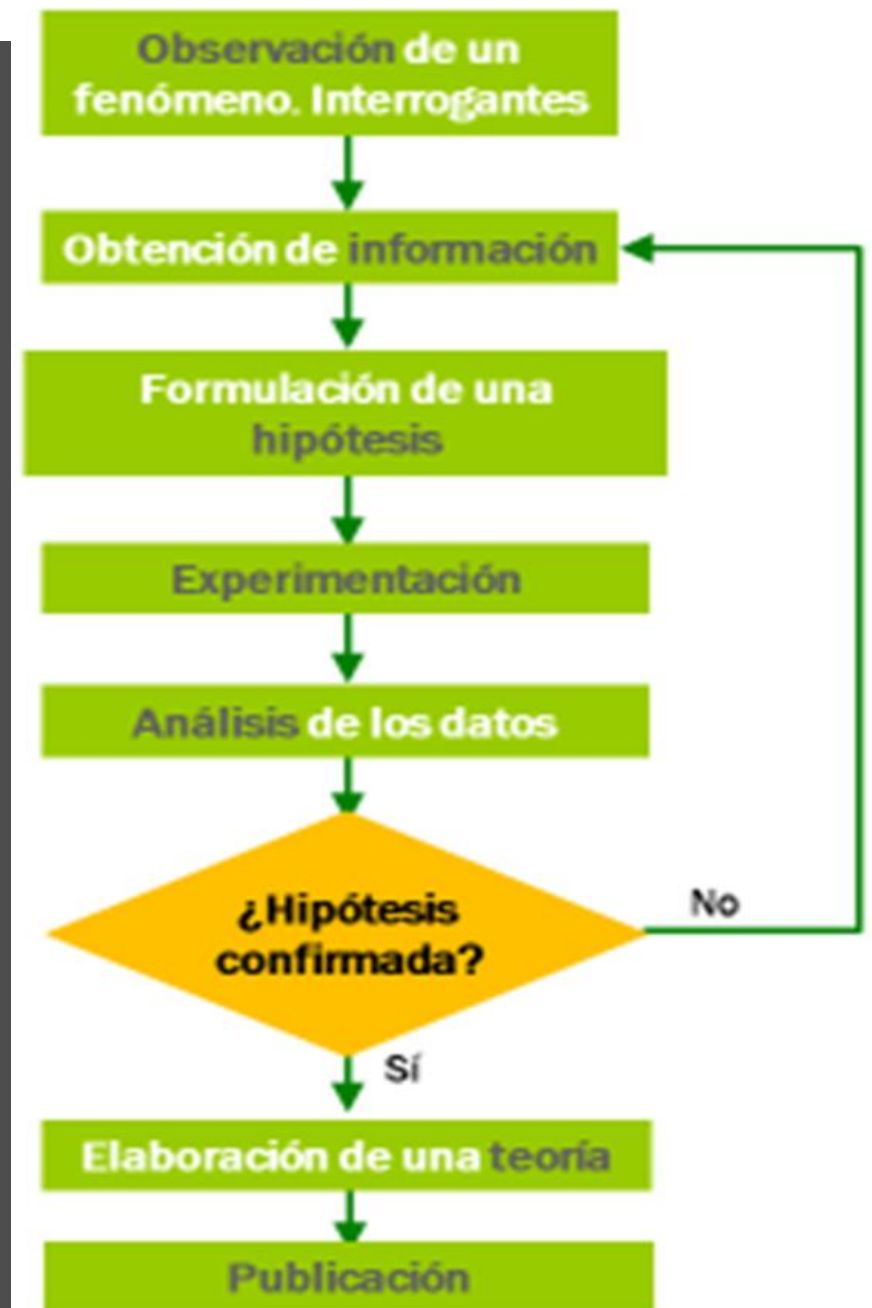 Observación de un
fenómeno. Interrogantes
Obtención de información
Formulación de una
hipótesis
Experimentación
Análisis de los datos
¿Hipótesis
confirmada?
No
Sí
Elaboración de una teoría
Publicación